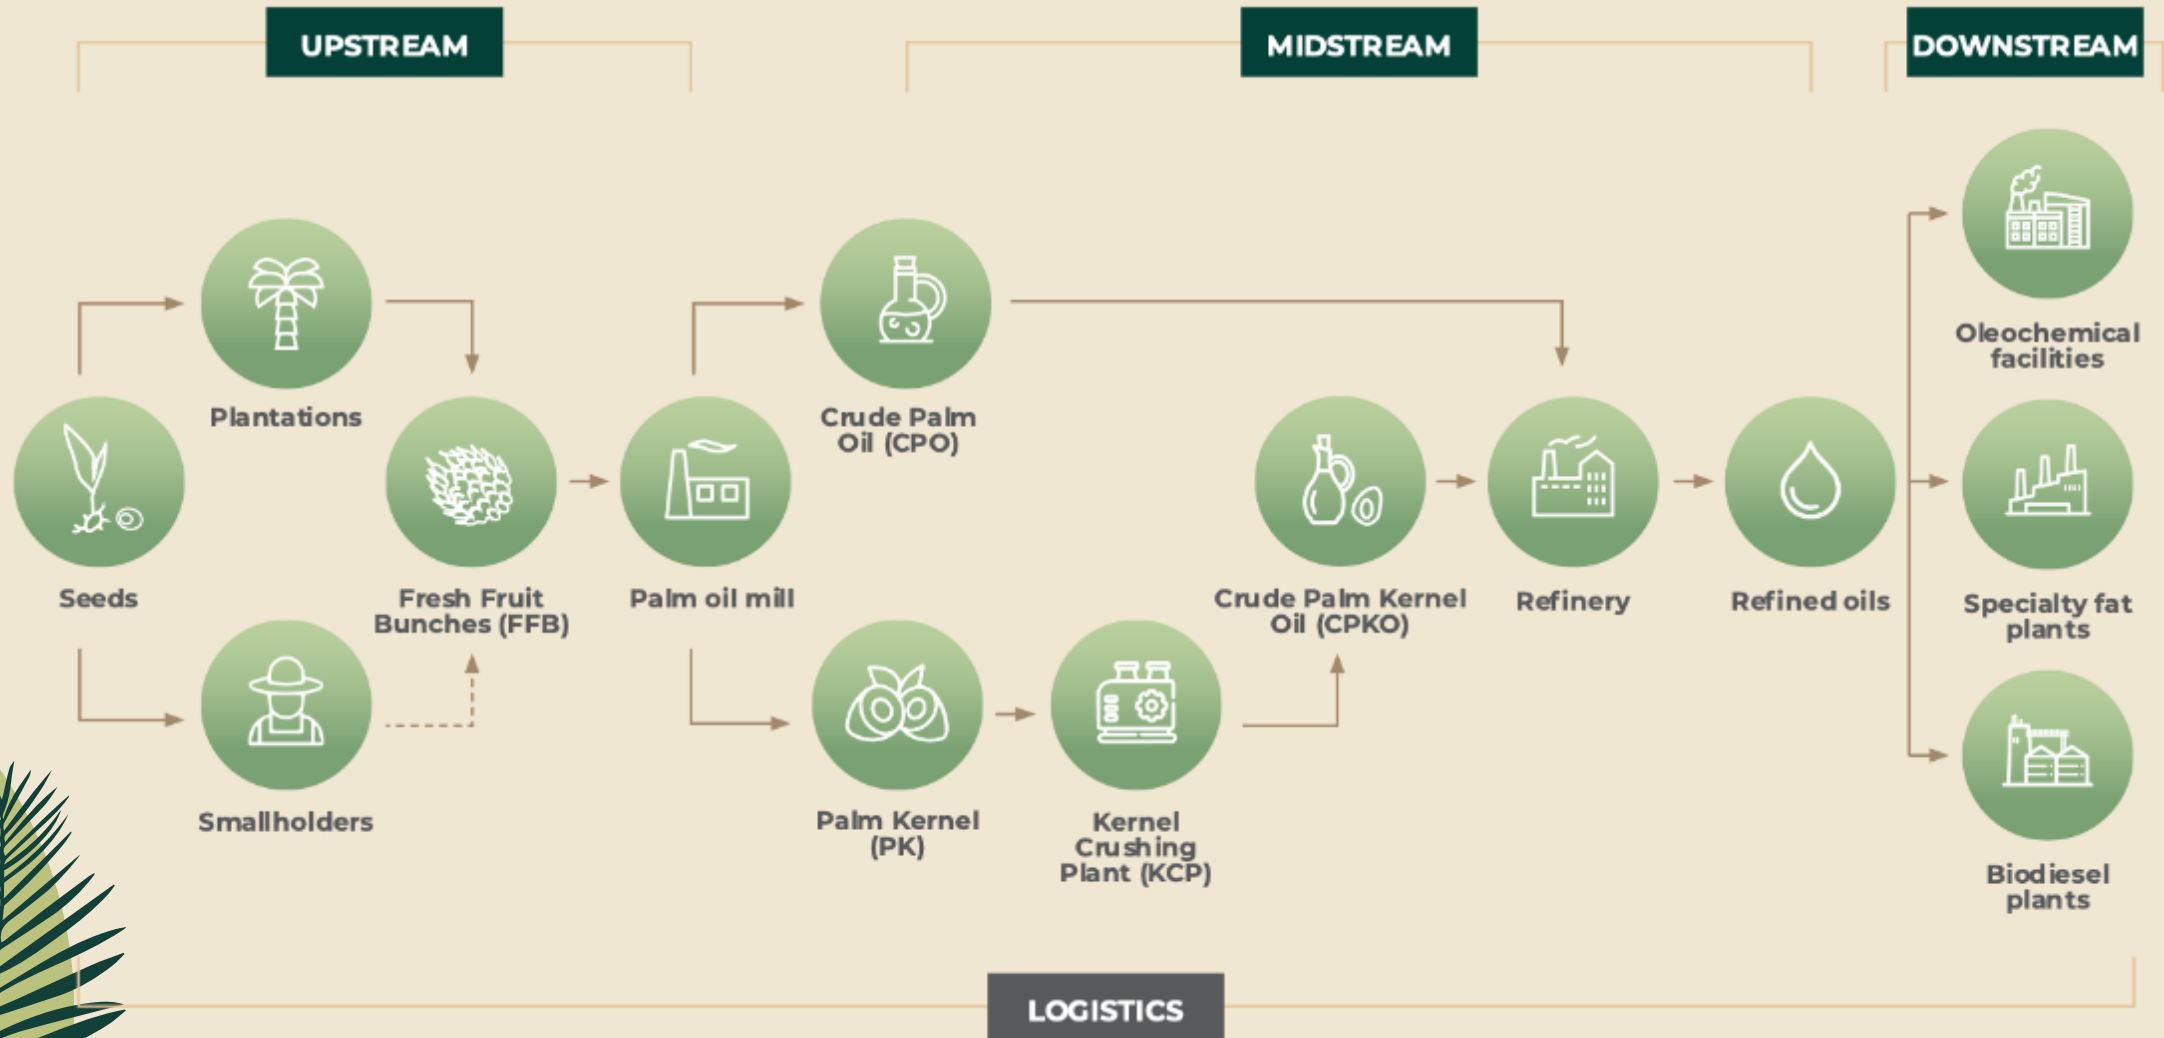 UPSTREAM
MIDSTREAM
DOWNSTREAM
Seeds
Plantations
Smallholders
Fresh Fruit
Bunches (FFB)
Palm oil mill
Crude Palm
Oil (CPO)
Palm Kernel
(PK)
Kernel
Crushing
Plant (KCP)
Crude Palm Kernel
Oil (CPKO)
Refinery
Refined oils
Oleochemical
facilities
Specialty fat
plants
Biodiesel
plants
LOGISTICS